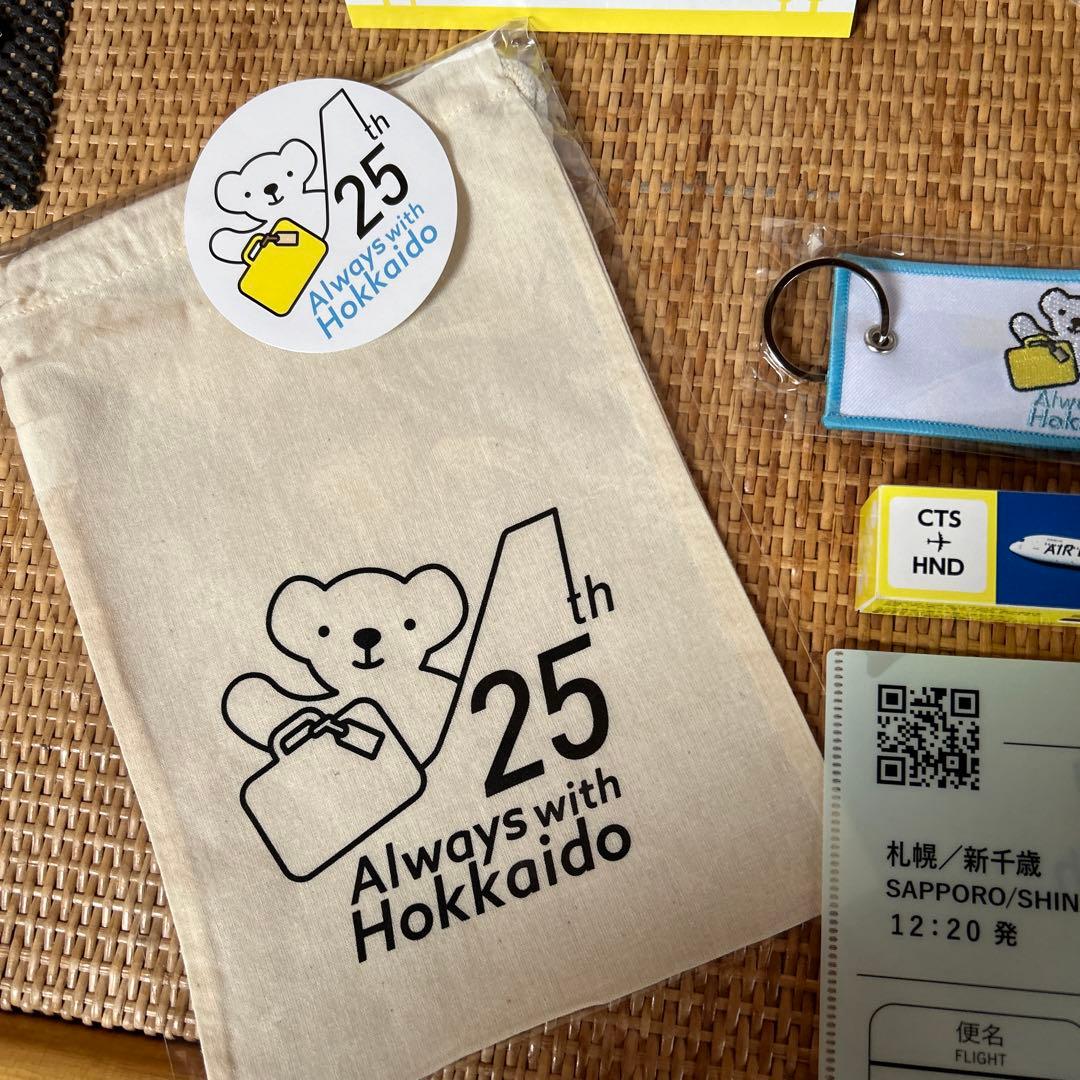 th
25
Always with
Hokkaido
th
25
Always with
Hokkaido
CTS
HND
札幌／新千歳
SAPPORO/SHIN
12：20 発
便名
FLIGHT